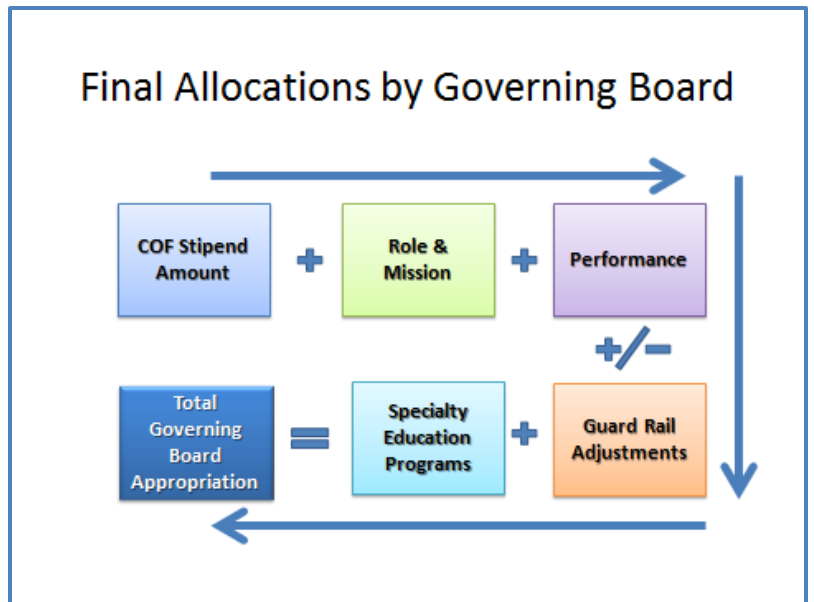 Final Allocations by Governing Board
COF Stipend
Amount
+
Role &
Mission
+
Performance
+/-
Guard Rail
Adjustments
+
Specialty
Education
Programs
=
Total
Governing
Board
Appropriation